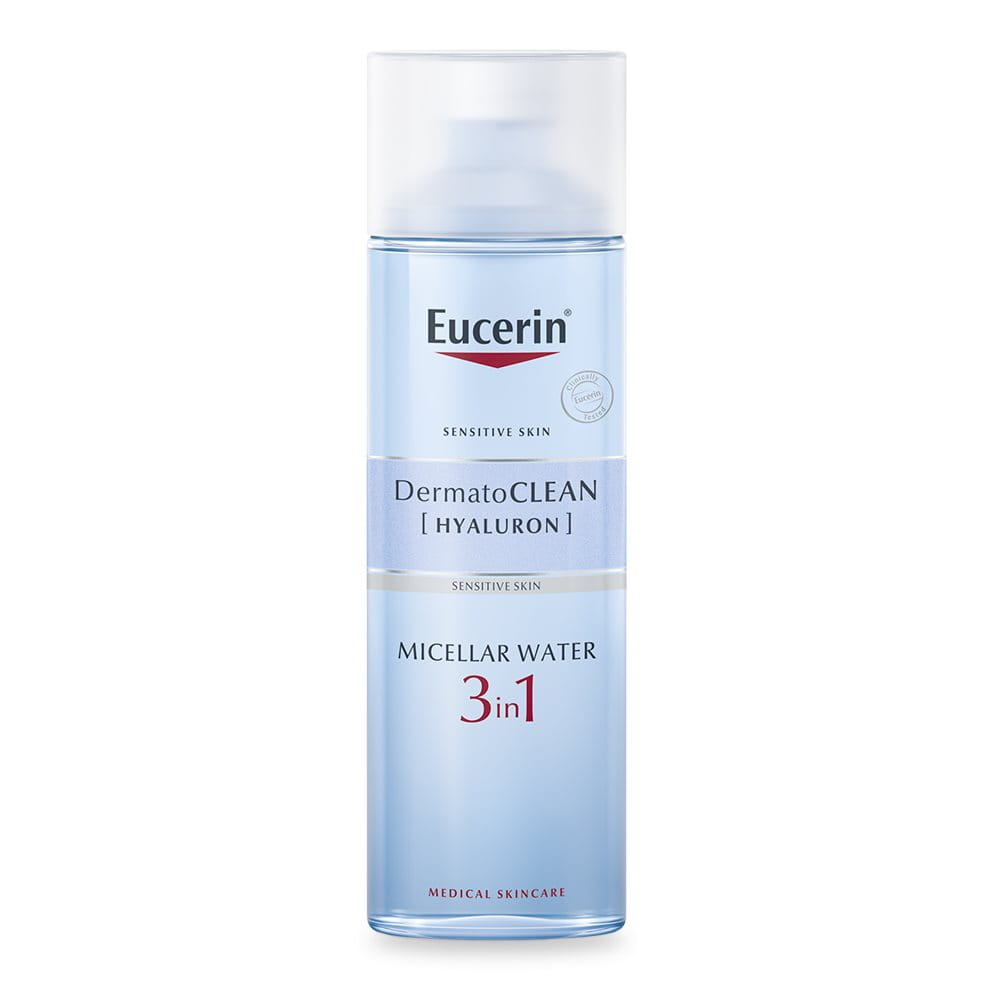 Eucerin®
Clinically
Eucerin
Tested
SENSITIVE SKIN
DermatoCLEAN
[ HYALURON ]
SENSITIVE SKIN
MICELLAR WATER
3in1
MEDICAL SKINCARE